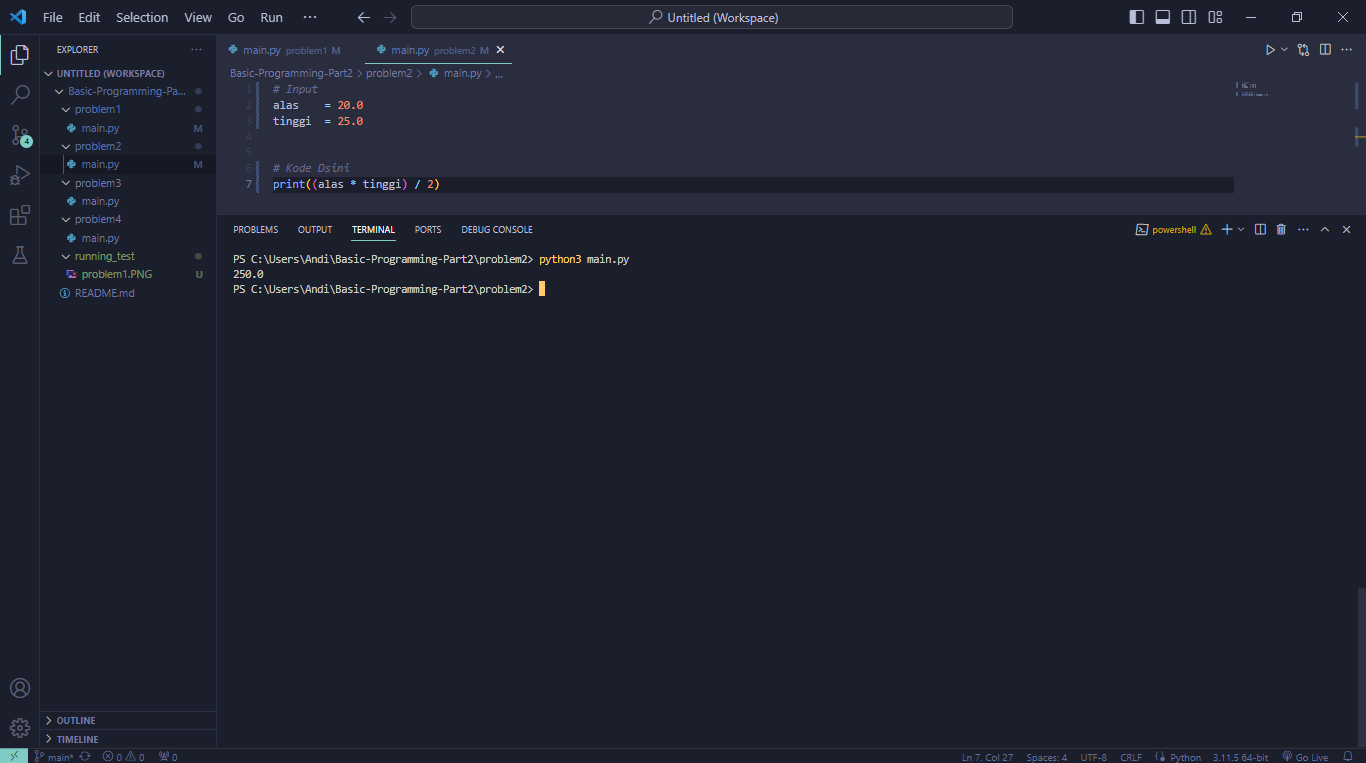 File Edit Selection View Go Run ···
Untitled (Workspace)
EXPLORER
UNTITLED (WORKSPACE)
Basic-Programming-Pa...
problem1
main.py M
problem2
main.py M
problem3
main.py
problem4
main.py
running_test
problem1.PNG U
README.md
OUTLINE
TIMELINE
4
main.py problem1 M
main.py problem2 M
Basic-Programming-Part2 > problem2 > main.py > ...
1 # Input
2 alas = 20.0
3 tinggi = 25.0
4
5
6 # Kode Dsini
7 print((alas * tinggi) / 2)
PROBLEMS OUTPUT TERMINAL PORTS DEBUG CONSOLE
powershell
PS C:\Users\Andi\Basic-Programming-Part2\problem2> python3 main.py
250.0
PS C:\Users\Andi\Basic-Programming-Part2\problem2>
main* 0 0 0
Ln 7, Col 27 Spaces: 4 UTF-8 CRLF Python 3.11.5 64-bit Go Live